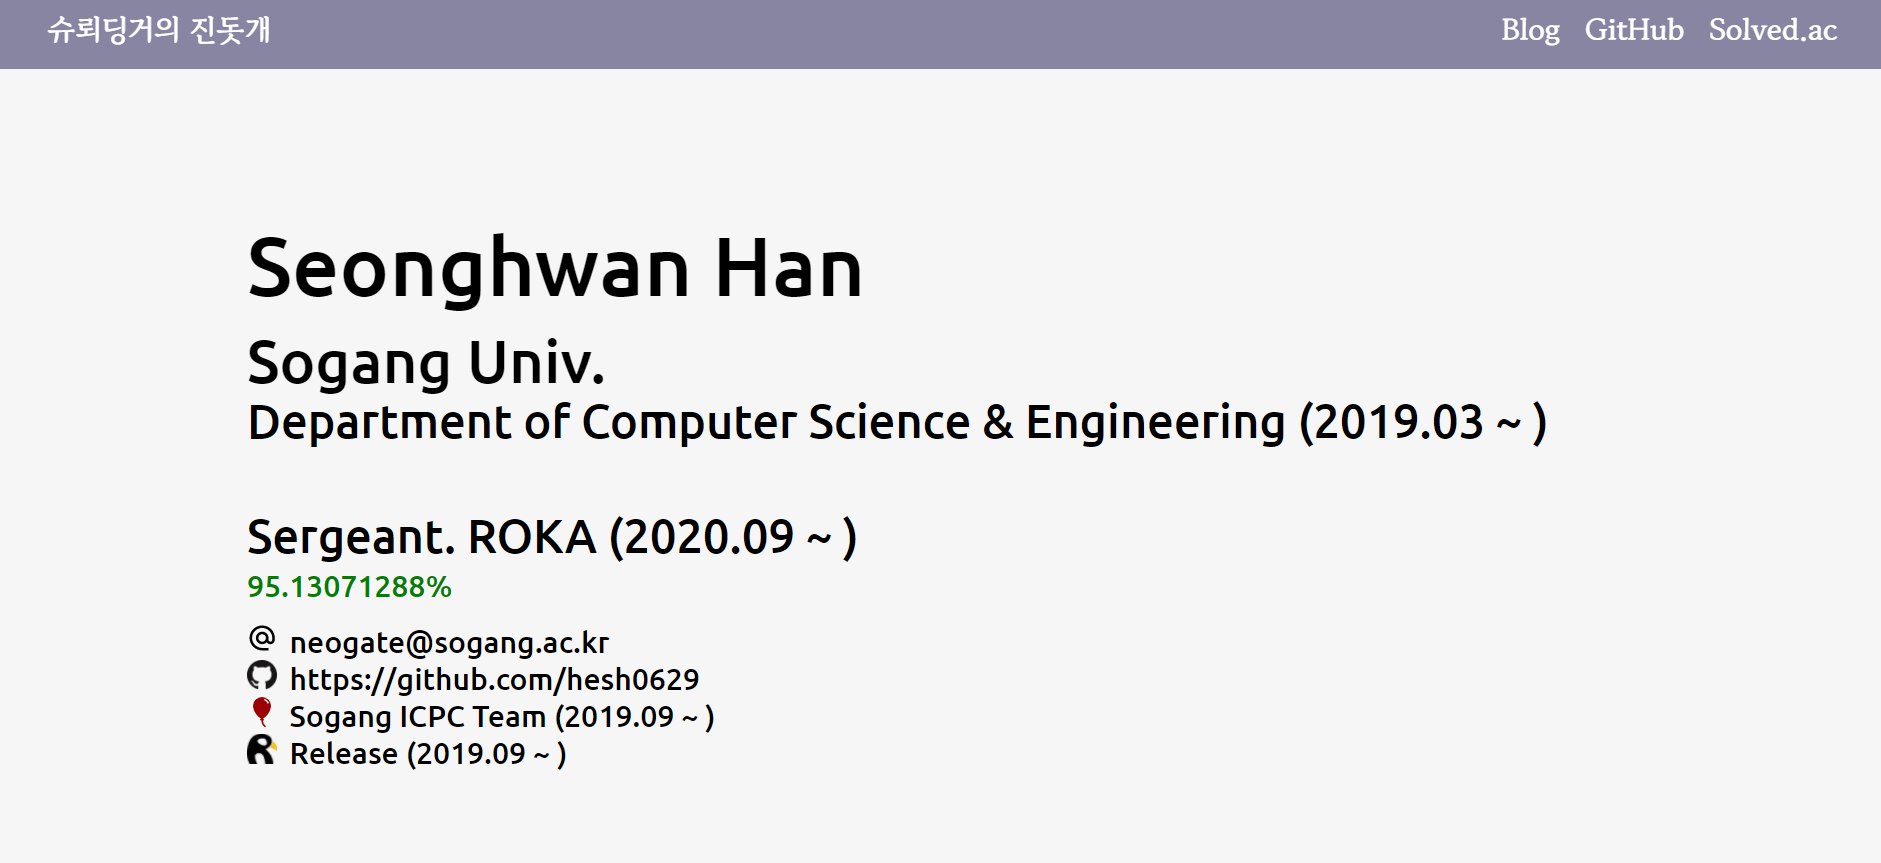 슈뢰딩거의 진돗개
Blog GitHub Solved.ac
Seonghwan Han
Sogang Univ.
Department of Computer Science & Engineering (2019.03 ~ )
Sergeant. ROKA (2020.09 ~ )
95.13071288%
neogate@sogang.ac.kr
https://github.com/hesh0629
Sogang ICPC Team (2019.09 ~ )
Release (2019.09 ~ )